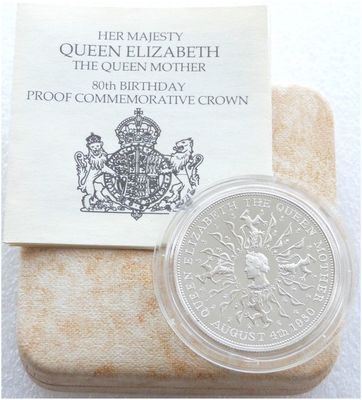 HER MAJESTY
QUEEN ELIZABETH
THE QUEEN MOTHER
80th BIRTHDAY
PROOF COMMEMORATIVE CROWN
QUEEN ELIZABETH THE QUEEN MOTHER
AUGUST 4th 1980